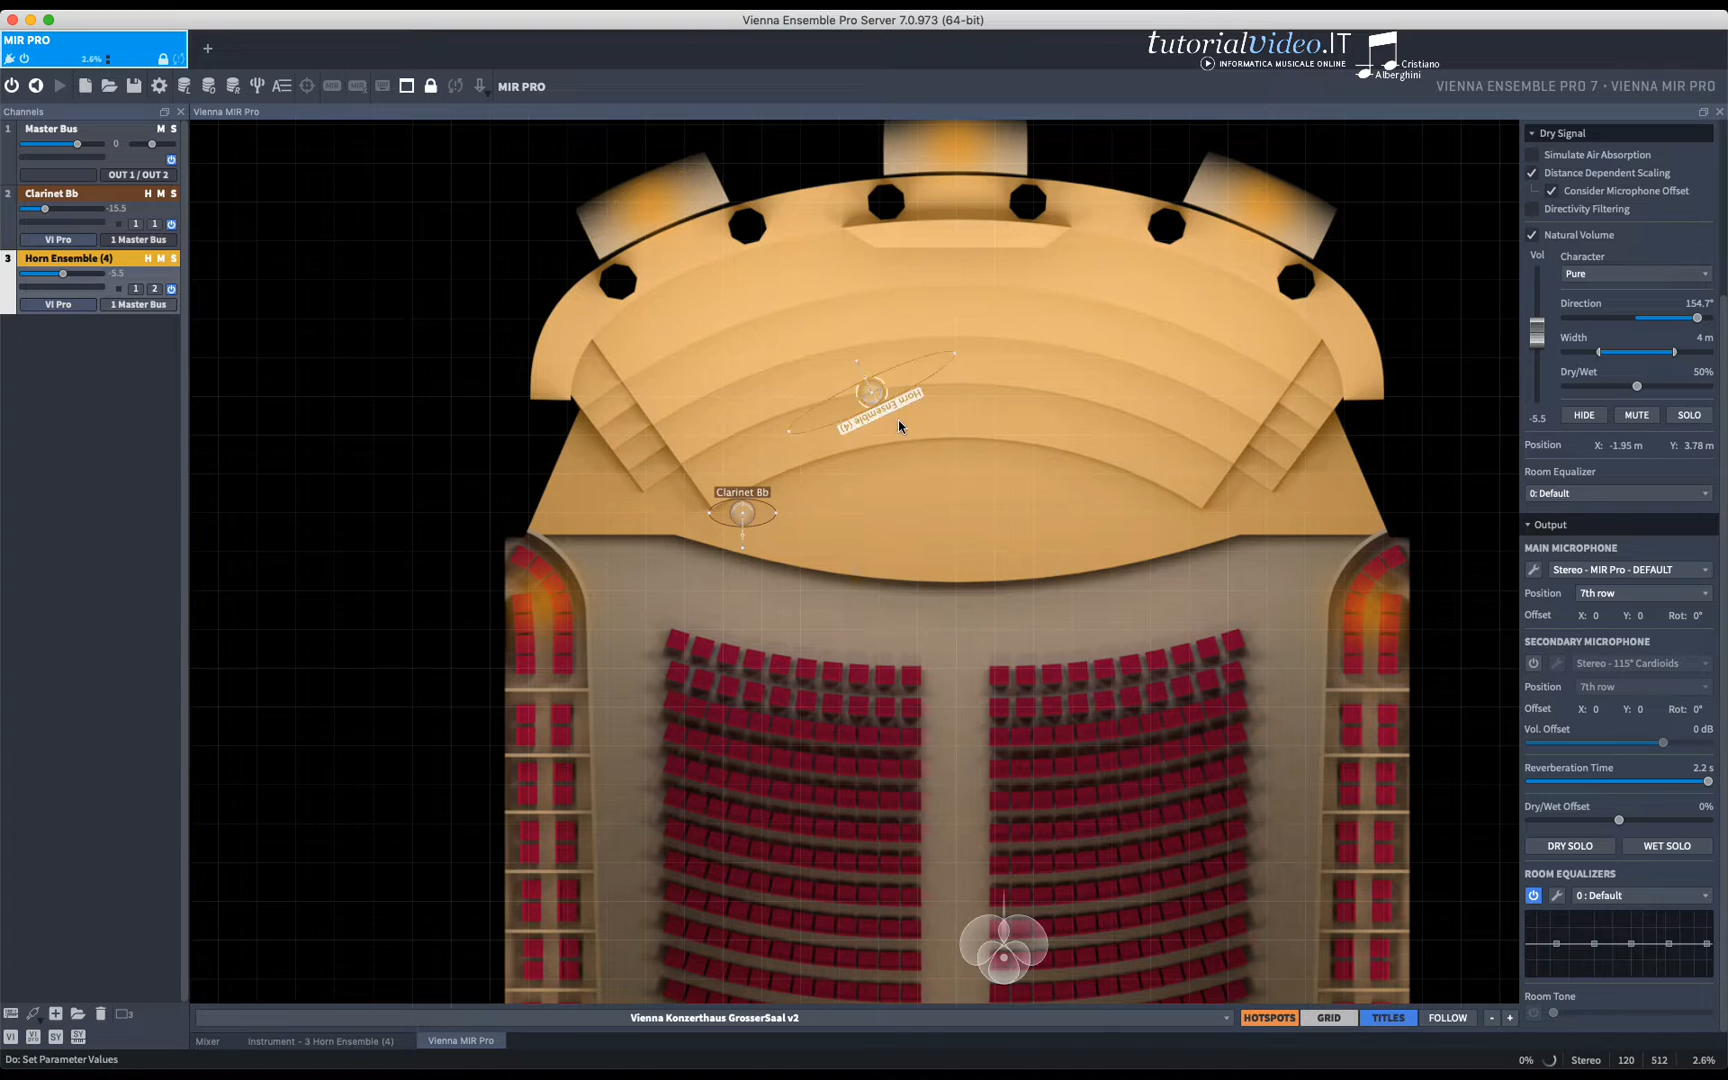 Vienna Ensemble Pro Server 7.0.973 (64-bit)
MIR PRO
2.6%
tutorialvideo.IT
INFORMATICA MUSICALE ONLINE
Cristiano
Alberghini
MIR PRO
VIENNA ENSEMBLE PRO 7 • VIENNA MIR PRO
Channels
Vienna MIR Pro
1 Master Bus M S
0
OUT 1 / OUT 2
2 Clarinet Bb H M S
-15.5
1 1
VI Pro 1 Master Bus
3 Horn Ensemble (4) H M S
-5.5
1 2
VI Pro 1 Master Bus
Horn Ensemble (4)
Clarinet Bb
Dry Signal
Simulate Air Absorption
Distance Dependent Scaling
Consider Microphone Offset
Directivity Filtering
Natural Volume
Vol
Character
Pure
Direction 154.7°
Width 4 m
Dry/Wet 50%
-5.5 HIDE MUTE SOLO
Position X: -1.95 m Y: 3.78 m
Room Equalizer
0: Default
Output
MAIN MICROPHONE
Stereo - MIR Pro - DEFAULT
Position 7th row
Offset X: 0 Y: 0 Rot: 0°
SECONDARY MICROPHONE
Stereo - 115° Cardioids
Position 7th row
Offset X: 0 Y: 0 Rot: 0°
Vol. Offset 0 dB
Reverberation Time 2.2 s
Dry/Wet Offset 0%
DRY SOLO WET SOLO
ROOM EQUALIZERS
0 : Default
Room Tone
3
VI VI pro SY SY
Vienna Konzerthaus GrosserSaal v2
HOTSPOTS GRID TITLES FOLLOW - +
Mixer Instrument - 3 Horn Ensemble (4) Vienna MIR Pro
Do: Set Parameter Values
0% Stereo 120 512 2.6%